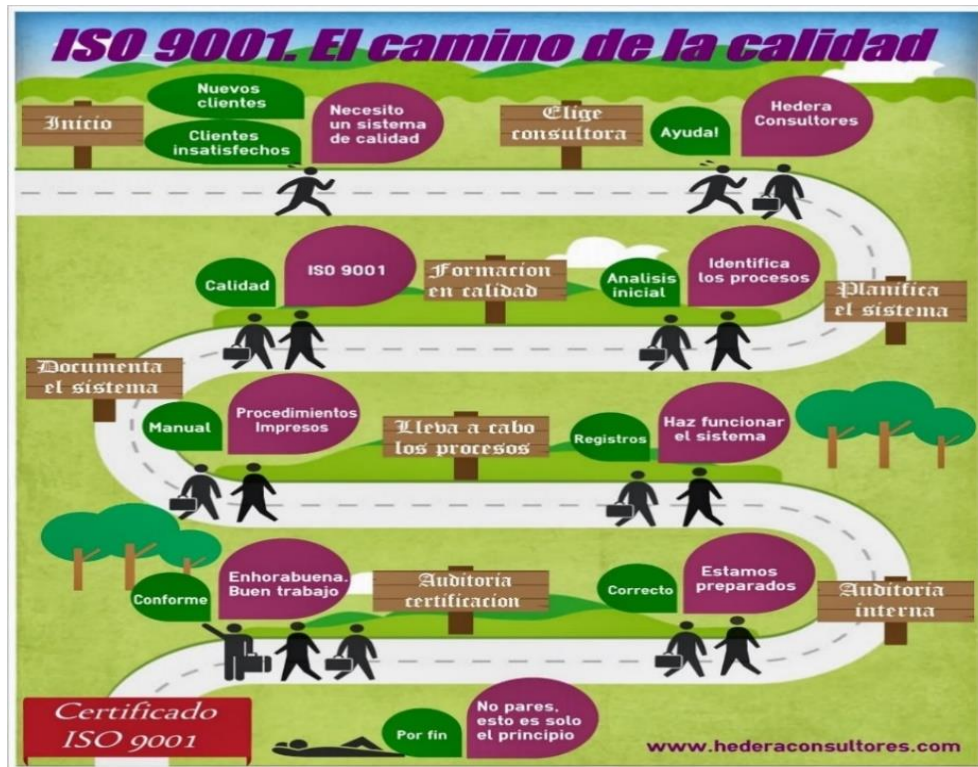 ISO 9001. El camino de la calidad
Inicio
Nuevos
clientes
Clientes
insatisfechos
Necesito
un sistema
de calidad
Elige
consultora
Ayuda!
Hedera
Consultores
Planifica
el sistema
Identifica
los procesos
Analisis
inicial
Formacion
en calidad
ISO 9001
Calidad
Documenta
el sistema
Manual
Procedimientos
Impresos
Lleva a cabo
los procesos
Registros
Haz funcionar
el sistema
Auditoria
interna
Estamos
preparados
Correcto
Auditoria
certificacion
Enhorabuena.
Buen trabajo
Conforme
Certificado
ISO 9001
Por fin
No pares,
esto es solo
el principio
www.hederaconsultores.com